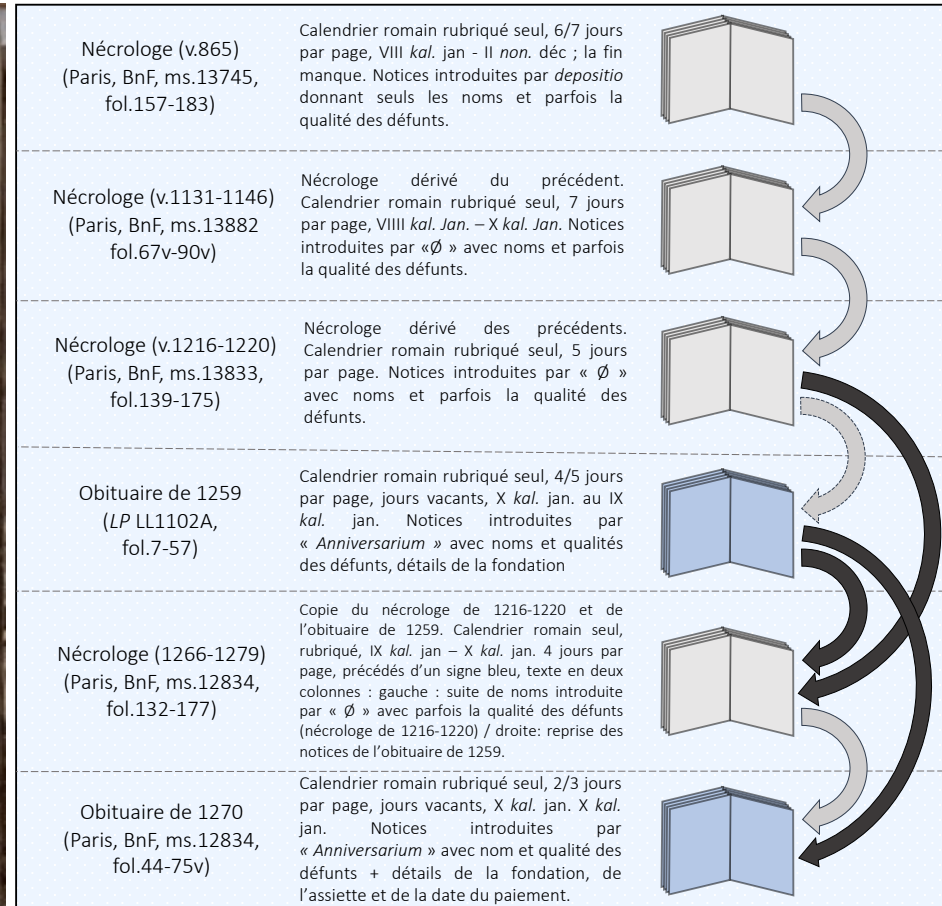 Nécrologe (v.865)
(Paris, BnF, ms.13745,
fol.157-183)
Calendrier romain rubriqué seul, 6/7 jours
par page, VIII kal. jan - II non. déc ; la fin
manque. Notices introduites par depositio
donnant seuls les noms et parfois la
qualité des défunts.
Nécrologe (v.1131-1146)
(Paris, BnF, ms.13882
fol.67v-90v)
Nécrologe dérivé du précédent.
Calendrier romain rubriqué seul, 7 jours
par page, VIIII kal. Jan. – X kal. Jan. Notices
introduites par «Ø » avec noms et parfois
la qualité des défunts.
Nécrologe (v.1216-1220)
(Paris, BnF, ms.13833,
fol.139-175)
Nécrologe dérivé des précédents.
Calendrier romain rubriqué seul, 5 jours
par page. Notices introduites par « Ø »
avec noms et parfois la qualité des
défunts.
Obituaire de 1259
(LP LL1102A,
fol.7-57)
Calendrier romain rubriqué seul, 4/5 jours
par page, jours vacants, X kal. jan. au IX
kal. jan. Notices introduites par
« Anniversarium » avec noms et qualités
des défunts, détails de la fondation
Nécrologe (1266-1279)
(Paris, BnF, ms.12834,
fol.132-177)
Copie du nécrologe de 1216-1220 et de
l’obituaire de 1259. Calendrier romain seul,
rubriqué, IX kal. jan – X kal. jan. 4 jours par
page, précédés d’un signe bleu, texte en deux
colonnes : gauche : suite de noms introduite
par « Ø » avec parfois la qualité des défunts
(nécrologe de 1216-1220) / droite: reprise des
notices de l’obituaire de 1259.
Obituaire de 1270
(Paris, BnF, ms.12834,
fol.44-75v)
Calendrier romain rubriqué seul, 2/3 jours
par page, jours vacants, X kal. jan. X kal.
jan. Notices introduites par
« Anniversarium » avec nom et qualité des
défunts + détails de la fondation, de
l’assiette et de la date du paiement.